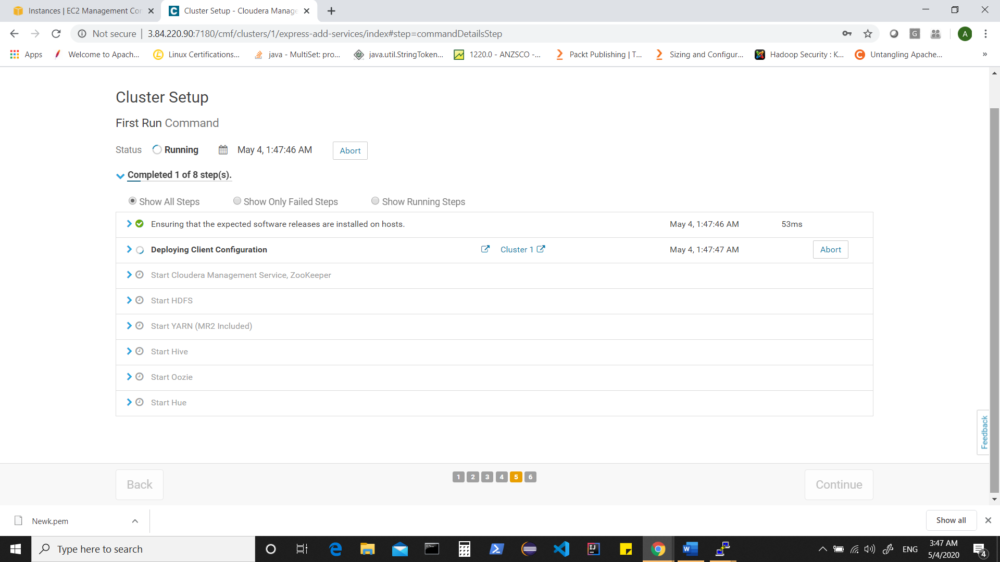 Instances | EC2 Management Con
Cluster Setup - Cloudera Manage
Not secure
3.84.220.90:7180/cmf/clusters/1/express-add-services/index#step=commandDetailsStep
G
A
Apps
Welcome to Apach...
Linux Certifications...
java - MultiSet: pro...
java.util.StringToken...
1220.0 - ANZSCO -...
Packt Publishing | T...
Sizing and Configur...
Hadoop Security : K...
Untangling Apache...
»
Cluster Setup
First Run Command
Status Running May 4, 1:47:46 AM Abort
Completed 1 of 8 step(s).
Show All Steps Show Only Failed Steps Show Running Steps
Ensuring that the expected software releases are installed on hosts. May 4, 1:47:46 AM 53ms
Deploying Client Configuration Cluster 1 May 4, 1:47:47 AM Abort
Start Cloudera Management Service, ZooKeeper
Start HDFS
Start YARN (MR2 Included)
Start Hive
Start Oozie
Start Hue
Feedback
Back 1 2 3 4 5 6 Continue
Newk.pem
Show all
Type here to search
ENG
3:47 AM
5/4/2020
4